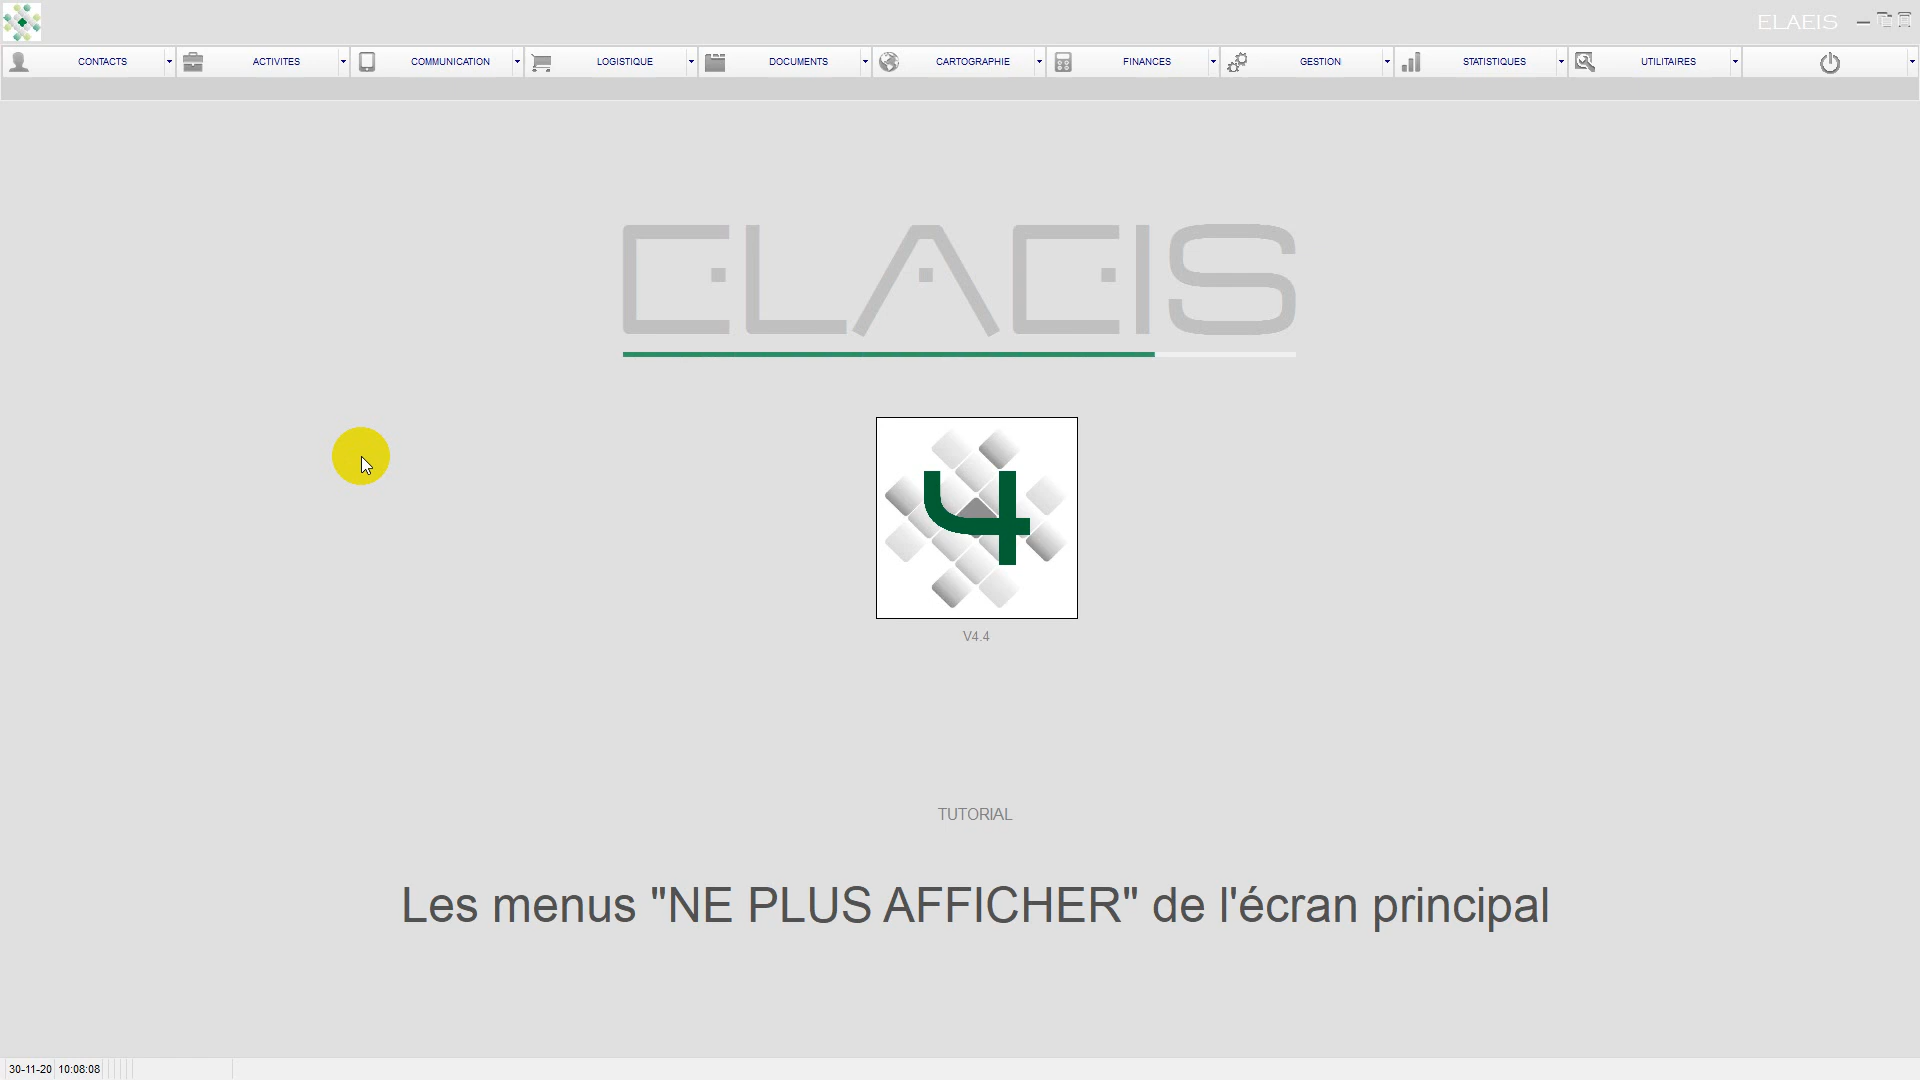 ELAEIS
CONTACTS
ACTIVITES
COMMUNICATION
LOGISTIQUE
DOCUMENTS
CARTOGRAPHIE
FINANCES
GESTION
STATISTIQUES
UTILITAIRES
ELAEIS
4
V4.4
TUTORIAL
Les menus "NE PLUS AFFICHER" de l'écran principal
30-11-20 10:08:08